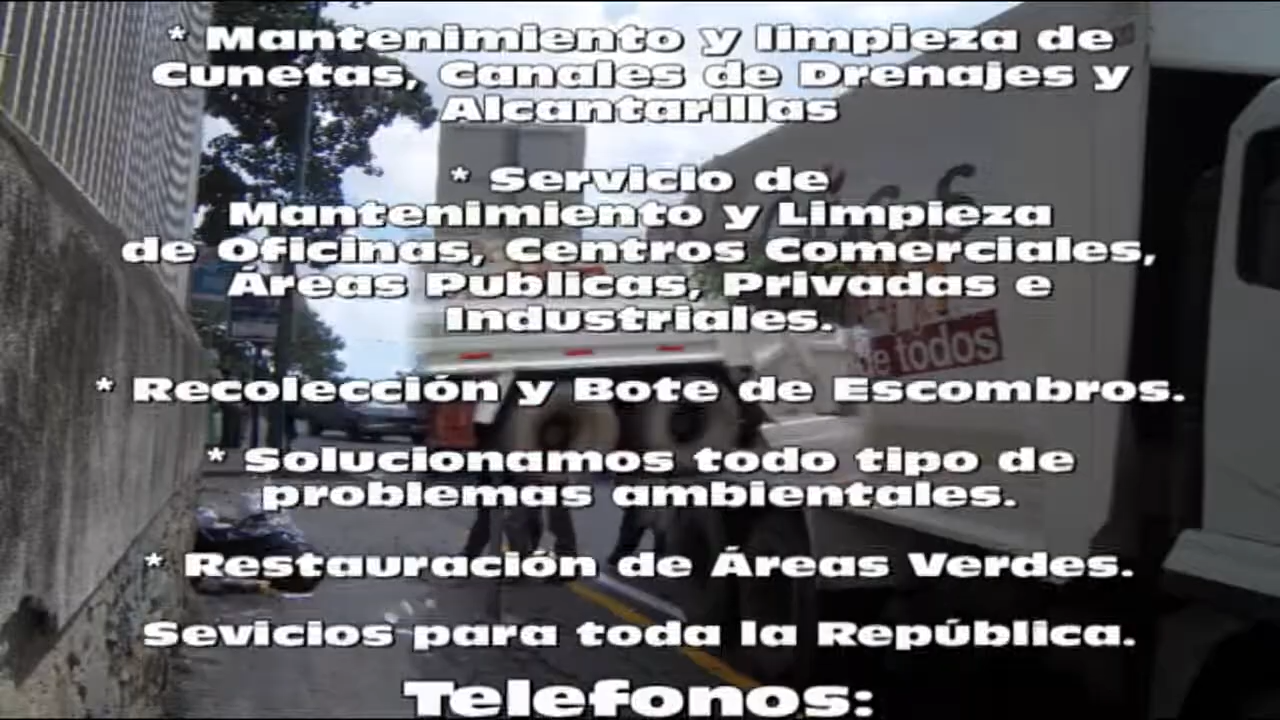 * Mantenimiento y limpieza de
Cunetas, Canales de Drenajes y
Alcantarillas
* Servicio de
Mantenimiento y Limpieza
de Oficinas, Centros Comerciales,
Áreas Publicas, Privadas e
Industriales.
* Recolección y Bote de Escombros.
* Solucionamos todo tipo de
problemas ambientales.
* Restauración de Áreas Verdes.
Sevicios para toda la República.
Telefonos:
de todos